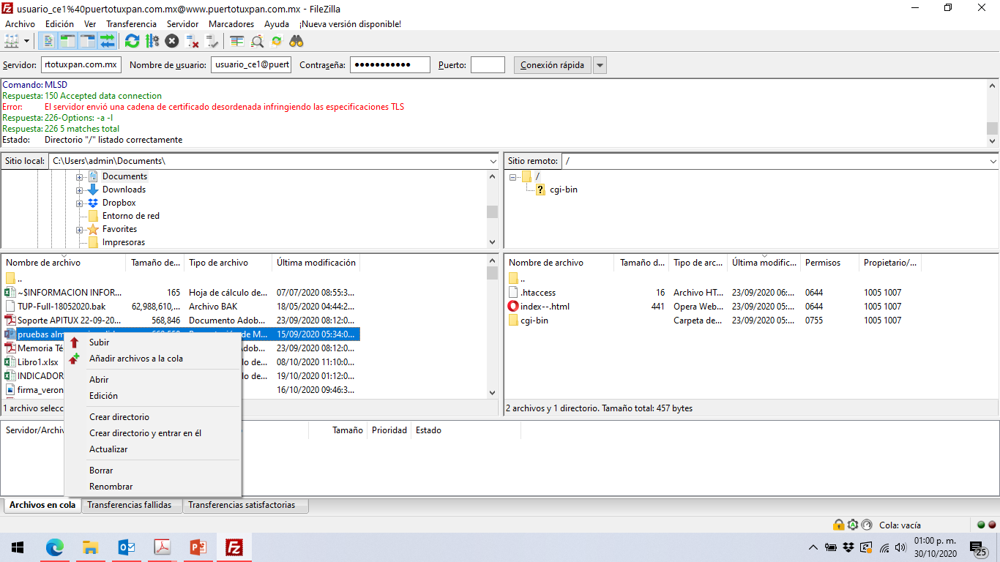 usuario_ce1%40puertotuxpan.com.mx@www.puertotuxpan.com.mx - FileZilla
Archivo Edición Ver Transferencia Servidor Marcadores Ayuda ¡Nueva versión disponible!
Servidor: rtotuxpan.com.mx Nombre de usuario: usuario_ce1@puert Contraseña: ●●●●●●●●●●● Puerto: Conexión rápida
Comando: MLSD
Respuesta: 150 Accepted data connection
Error: El servidor envió una cadena de certificado desordenada infringiendo las especificaciones TLS
Respuesta: 226-Options: -a -l
Respuesta: 226 5 matches total
Estado: Directorio "/" listado correctamente
Sitio local: C:\Users\admin\Documents\
Documents
Downloads
Dropbox
Entorno de red
Favorites
Impresoras
Sitio remoto: /
/
cgi-bin
Nombre de archivo Tamaño de... Tipo de archivo Última modificación
..
~$INFORMACION INFOR... 165 Hoja de cálculo de... 07/07/2020 08:55:3...
TUP-Full-18052020.bak 62,988,610,... Archivo BAK 18/05/2020 04:44:2...
Soporte APITUX 22-09-20... 568,846 Documento Adob... 23/09/2020 08:12:0...
pruebas alm 15/09/2020 05:34:0...
Memoria Té Adob... 23/09/2020 08:12:0...
Libro1.xlsx lo de... 08/10/2020 11:10:0...
INDICADOR lo de... 19/10/2020 01:12:0...
firma_veron 16/10/2020 09:46:3...
1 archivo selecc
Subir
Añadir archivos a la cola
Abrir
Edición
Crear directorio
Crear directorio y entrar en él
Actualizar
Borrar
Renombrar
Nombre de archivo Tamaño d... Tipo de arc... Última modific... Permisos Propietario/...
..
.htaccess 16 Archivo HT... 23/09/2020 06:... 0644 1005 1007
index--.html 441 Opera Web... 23/09/2020 05:... 0644 1005 1007
cgi-bin Carpeta de... 23/09/2020 05:... 0755 1005 1007
2 archivos y 1 directorio. Tamaño total: 457 bytes
Servidor/Archiv Tamaño Prioridad Estado
Archivos en cola Transferencias fallidas Transferencias satisfactorias
Cola: vacía
01:00 p. m.
30/10/2020
25